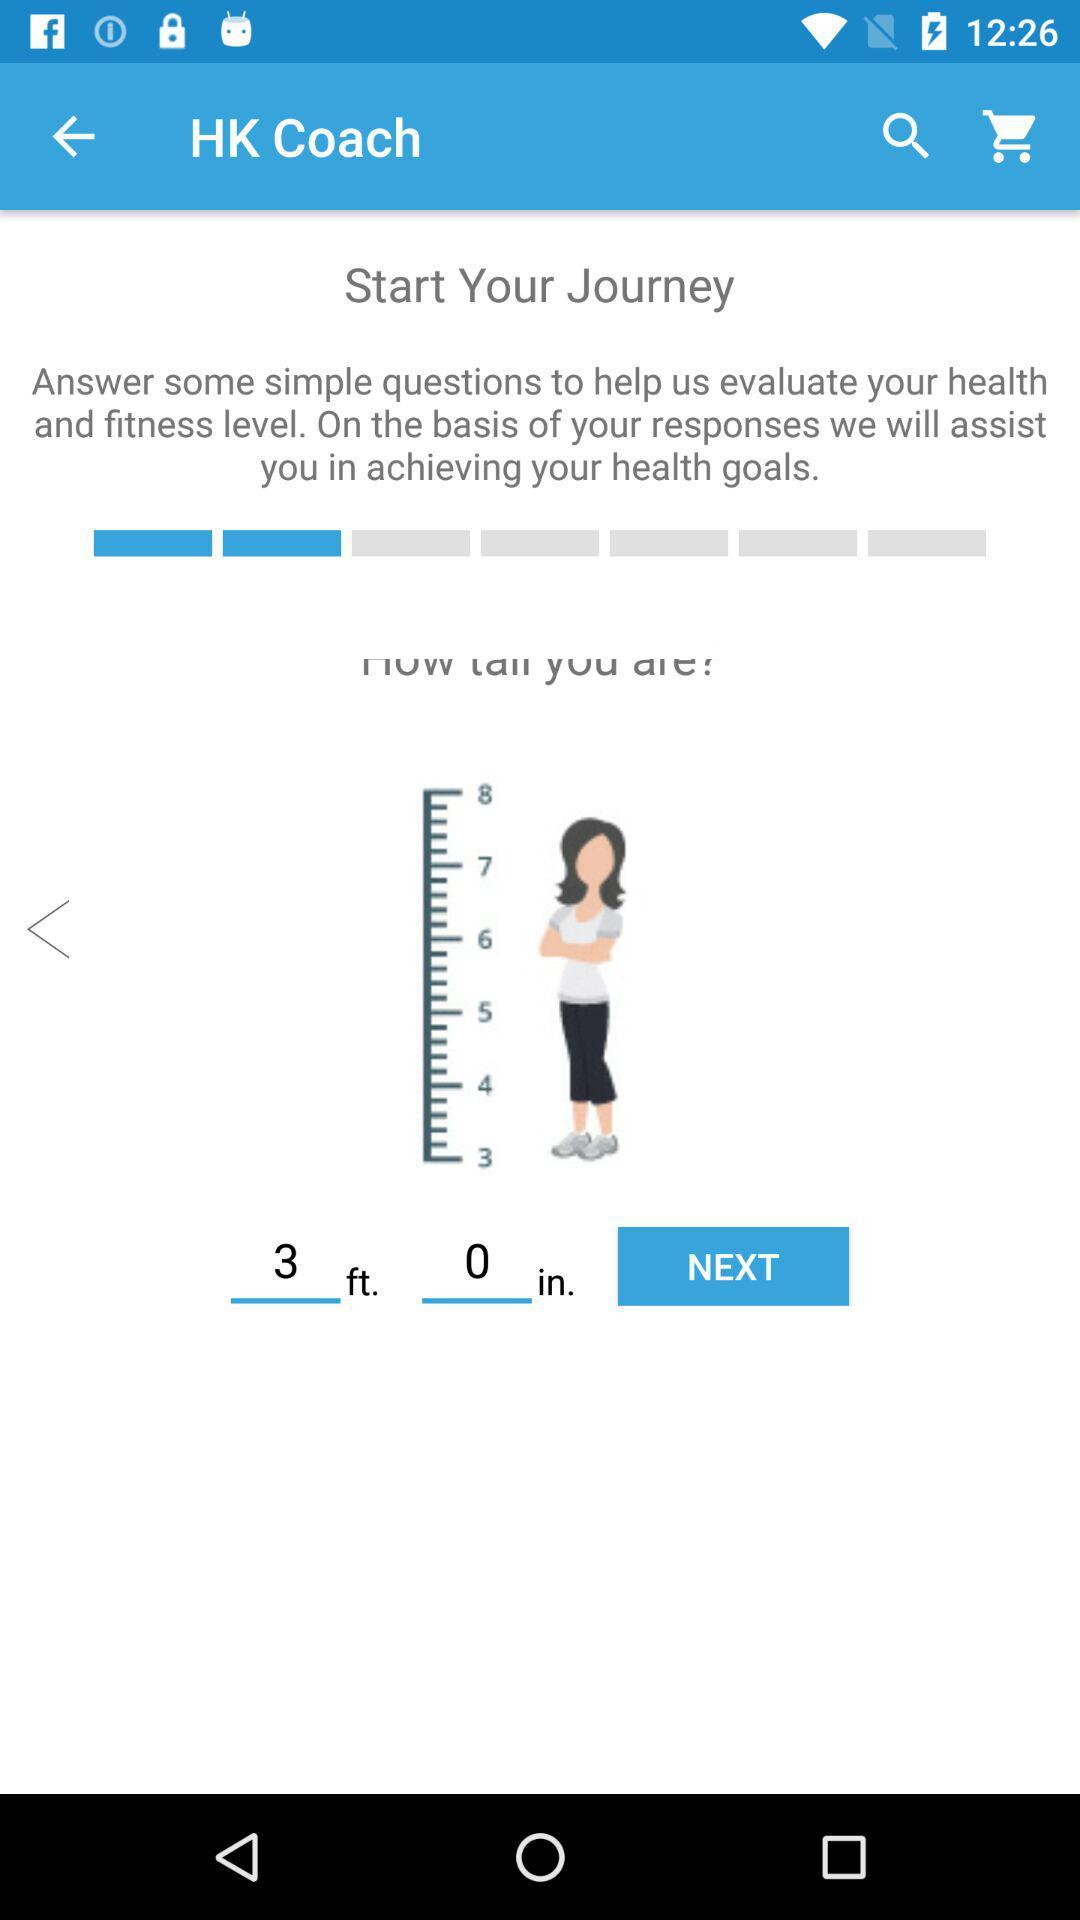 12:26
HK Coach
Start Your Journey
Answer some simple questions to help us evaluate your health
and fitness level. On the basis of your responses we will assist
you in achieving your health goals.
How tall you are?
8
7
6
5
4
3
3 ft. 0 in. NEXT